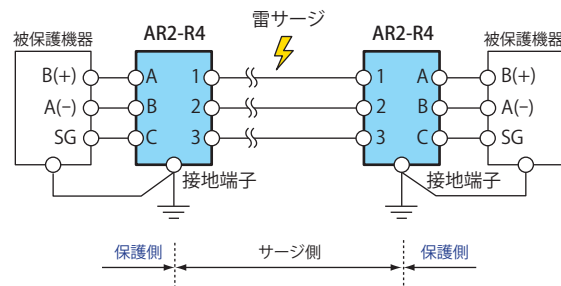 雷サージ
被保護機器 AR2-R4 AR2-R4 被保護機器
B(+) A 1 1 A B(+)
A(−) B 2 2 B A(−)
SG C 3 3 C SG
接地端子 接地端子
保護側 サージ側 保護側